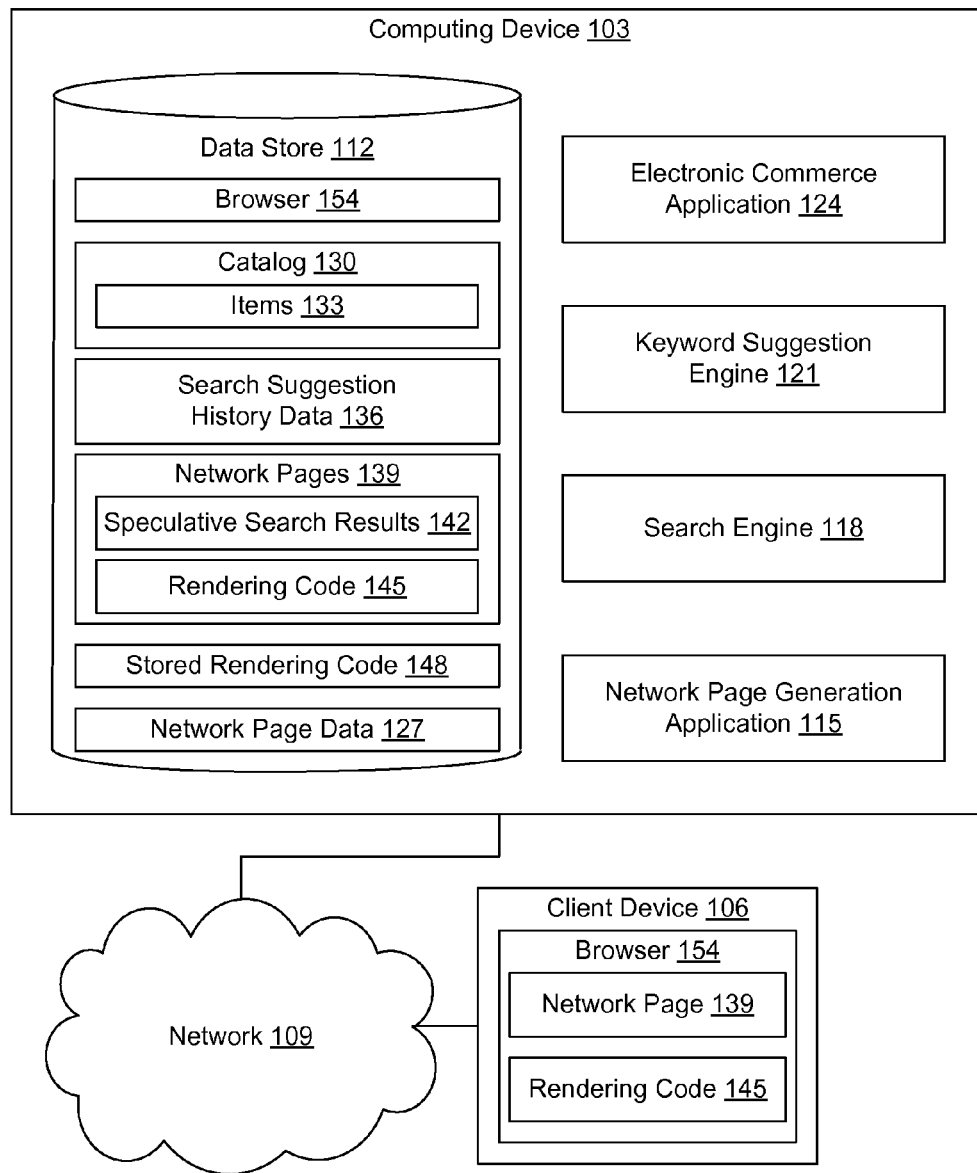 Computing Device 103
Data Store 112
Browser 154
Catalog 130
Items 133
Search Suggestion
History Data 136
Network Pages 139
Speculative Search Results 142
Rendering Code 145
Stored Rendering Code 148
Network Page Data 127
Electronic Commerce
Application 124
Keyword Suggestion
Engine 121
Search Engine 118
Network Page Generation
Application 115
Network 109
Client Device 106
Browser 154
Network Page 139
Rendering Code 145